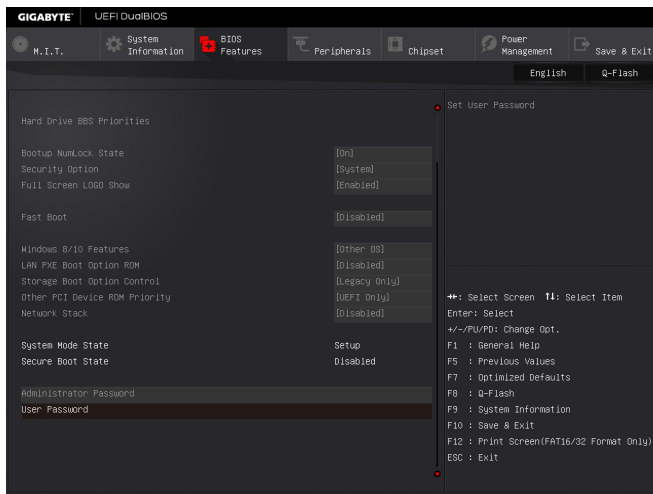 GIGABYTE™ UEFI DualBIOS
M.I.T. System Information BIOS Features Peripherals Chipset Power Management Save & Exit
English Q-Flash
Hard Drive BBS Priorities
Bootup NumLock State [On]
Security Option [System]
Full Screen LOGO Show [Enabled]
Fast Boot [Disabled]
Windows 8/10 Features [Other OS]
LAN PXE Boot Option ROM [Disabled]
Storage Boot Option Control [Legacy Only]
Other PCI Device ROM Priority [UEFI Only]
Network Stack [Disabled]
System Mode State Setup
Secure Boot State Disabled
Administrator Password
User Password
Set User Password
→←: Select Screen ↑↓: Select Item
Enter: Select
+/-/PU/PD: Change Opt.
F1 : General Help
F5 : Previous Values
F7 : Optimized Defaults
F8 : Q-Flash
F9 : System Information
F10 : Save & Exit
F12 : Print Screen(FAT16/32 Format Only)
ESC : Exit